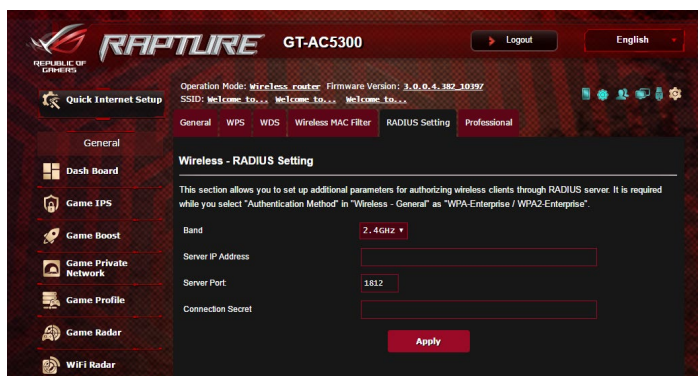 REPUBLIC OF
GAMERS
RAPTURE GT-AC5300 Logout English
Operation Mode: Wireless router Firmware Version: 3.0.0.4.382_10397
SSID: Welcome to... Welcome to... Welcome to...
Quick Internet Setup
General WPS WDS Wireless MAC Filter RADIUS Setting Professional
General
Dash Board
Game IPS
Game Boost
Game Private
Network
Game Profile
Game Radar
WiFi Radar
Wireless - RADIUS Setting
This section allows you to set up additional parameters for authorizing wireless clients through RADIUS server. It is required
while you select "Authentication Method" in "Wireless - General" as "WPA-Enterprise / WPA2-Enterprise".
Band 2.4GHz
Server IP Address
Server Port: 1812
Connection Secret
Apply